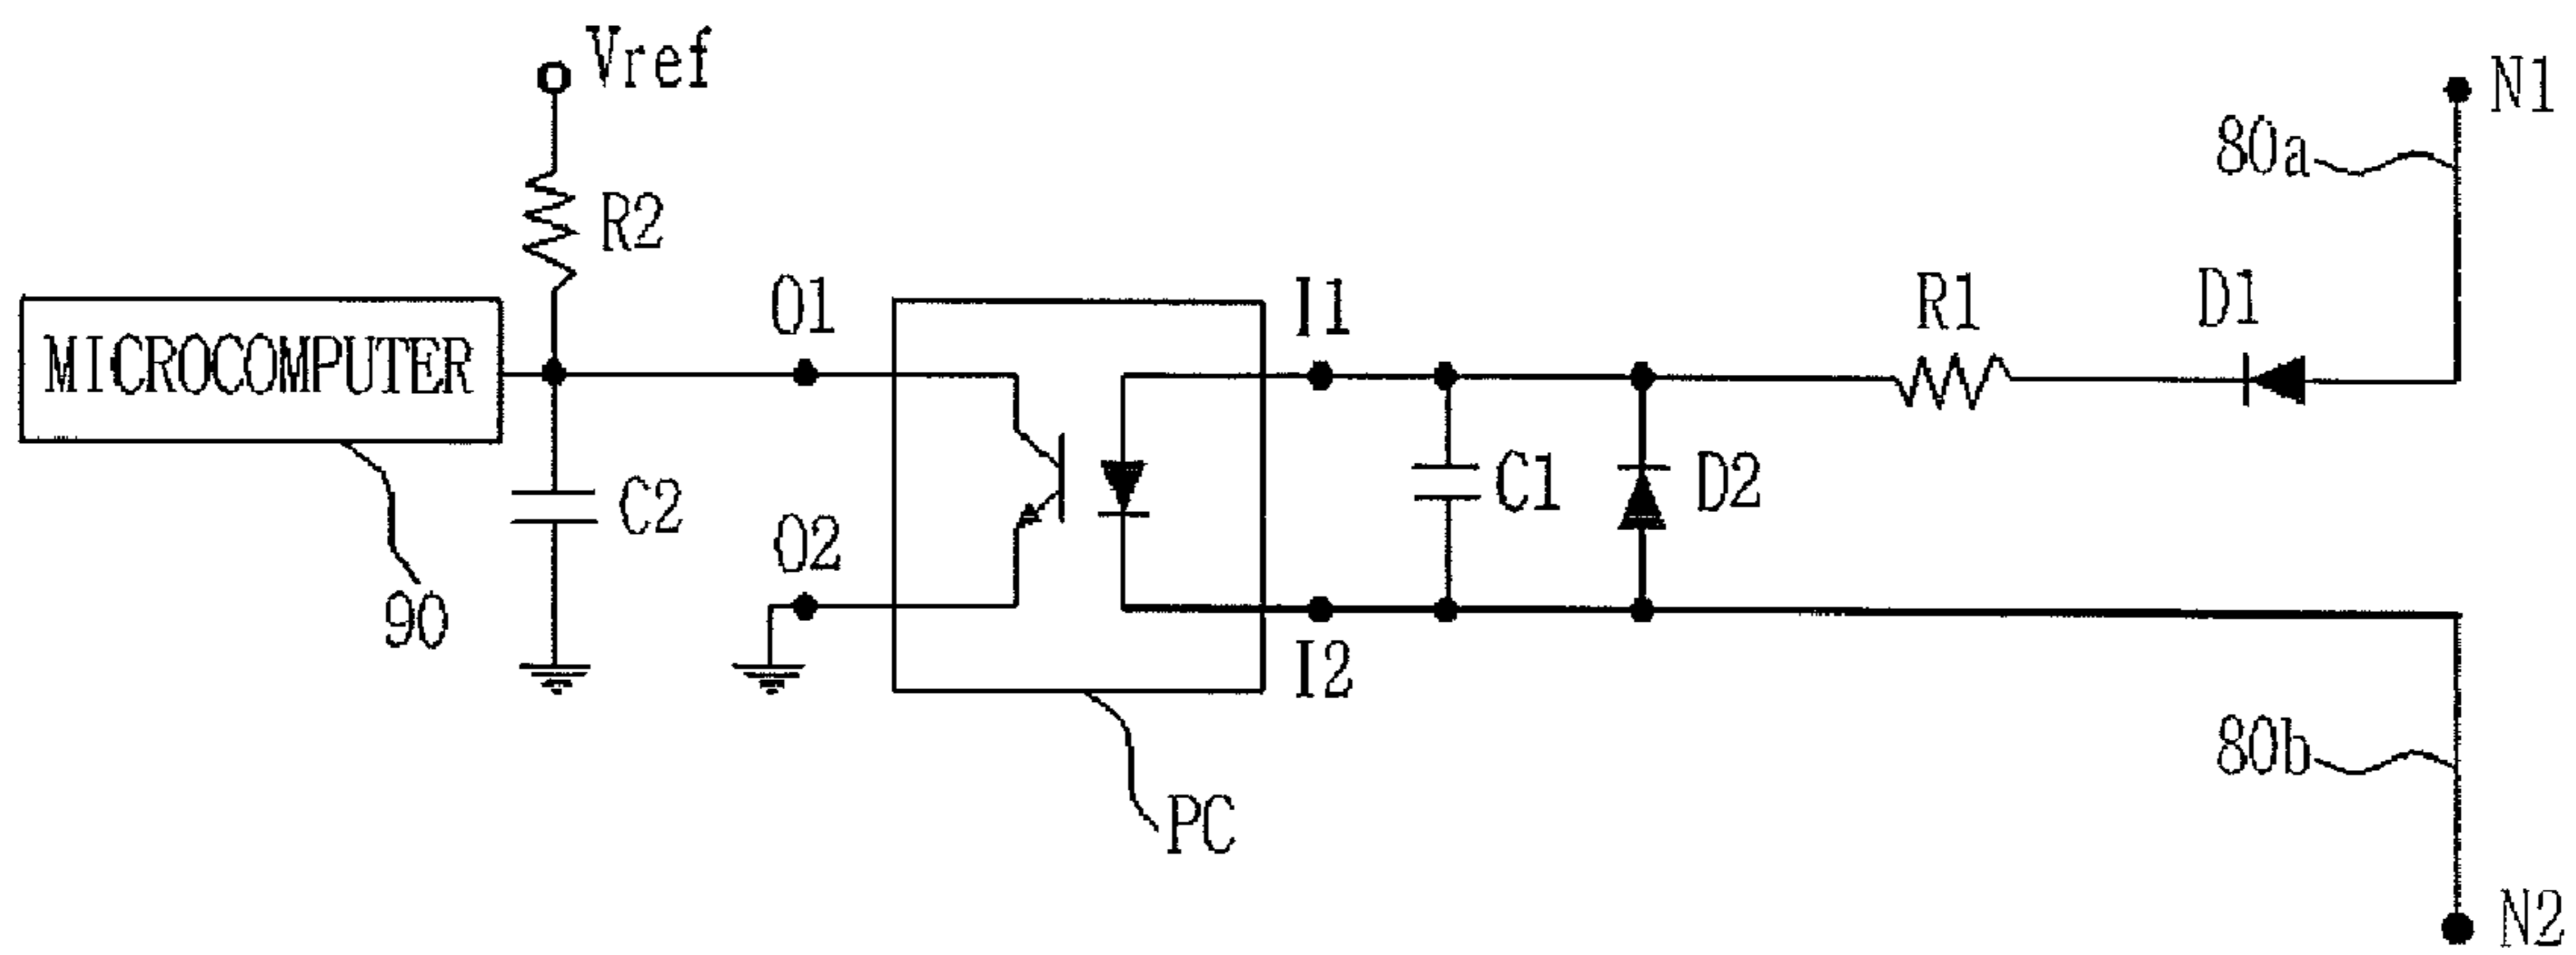 Vref
N1
80a
R2
O1
I1
R1
D1
MICROCOMPUTER
C2
C1
D2
O2
90
I2
80b
PC
N2